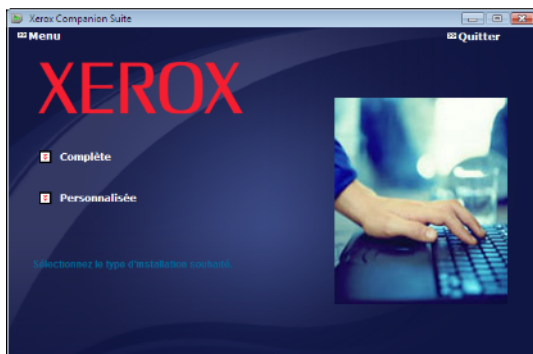 Xerox Companion Suite
Menu
Quitter
XEROX
Complète
Personnalisée
Sélectionnez le type d'installation souhaité.